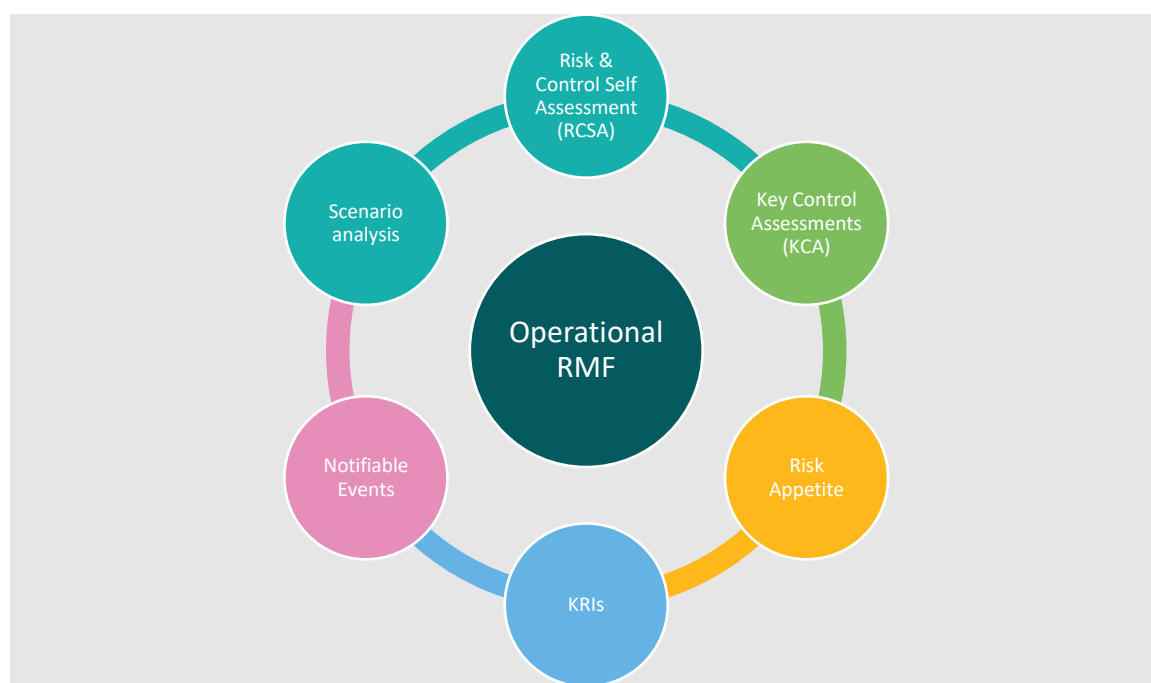 Risk &
Control Self
Assessment
(RCSA)
Key Control
Assessments
(KCA)
Risk
Appetite
KRIs
Notifiable
Events
Scenario
analysis
Operational
RMF